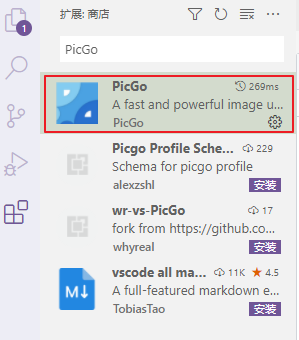 扩展: 商店
1
PicGo
PicGo
269ms
A fast and powerful image u...
PicGo
Picgo Profile Sche...
229
Schema for picgo profile
alexzshl
安装
wr-vs-PicGo
17
fork from https://github.co...
whyreal
安装
vscode all ma...
11K
4.5
M
A full-featured markdown e...
TobiasTao
安装